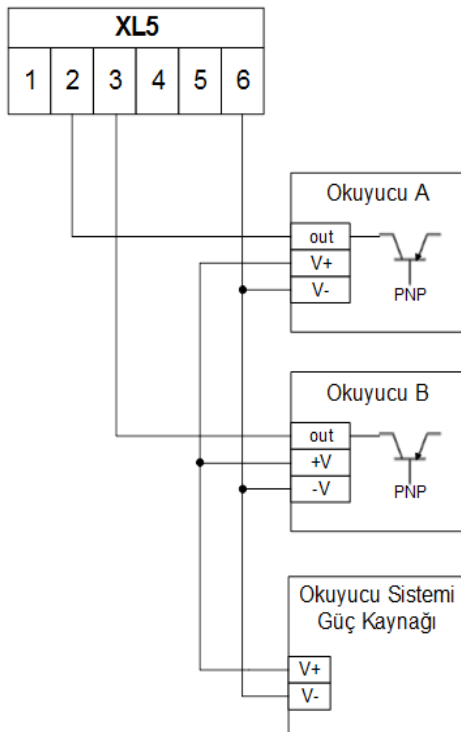 XL5
1 2 3 4 5 6
Okuyucu A
out
V+
V-
PNP
Okuyucu B
out
+V
-V
PNP
Okuyucu Sistemi
Güç Kaynağı
V+
V-